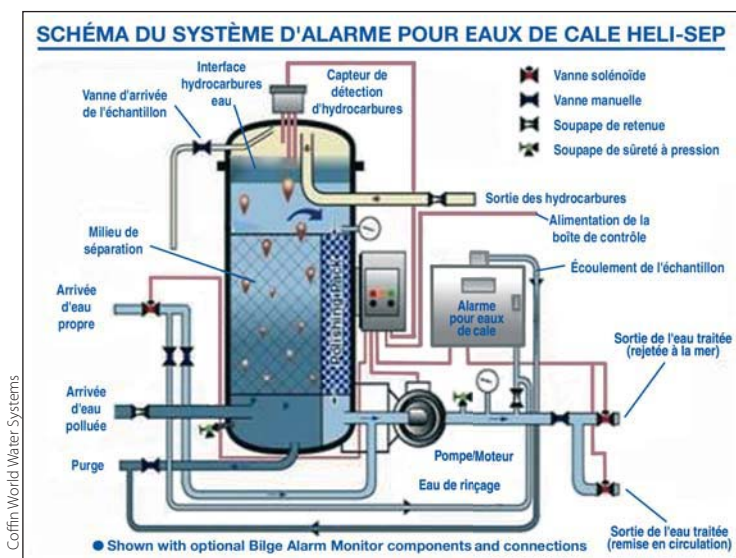 SCHÉMA DU SYSTÈME D'ALARME POUR EAUX DE CALE HELI-SEP
Interface
hydrocarbures
eau
Capteur de
détection
d'hydrocarbures
Vanne d'arrivée
de l'échantillon
Vanne solénoïde
Vanne manuelle
Soupape de retenue
Soupape de sûreté à pression
Sortie des hydrocarbures
Alimentation de la
boîte de contrôle
Écoulement de l'échantillon
Milieu de
séparation
Polishing Pack
Alarme
pour eaux
de cale
Arrivée
d'eau
propre
Sortie de l'eau traitée
(rejetée à la mer)
Arrivée
d'eau
polluée
Purge
Pompe/Moteur
Eau de rinçage
Sortie de l'eau traitée
(remise en circulation)
Shown with optional Bilge Alarm Monitor components and connections
Coffin World Water Systems